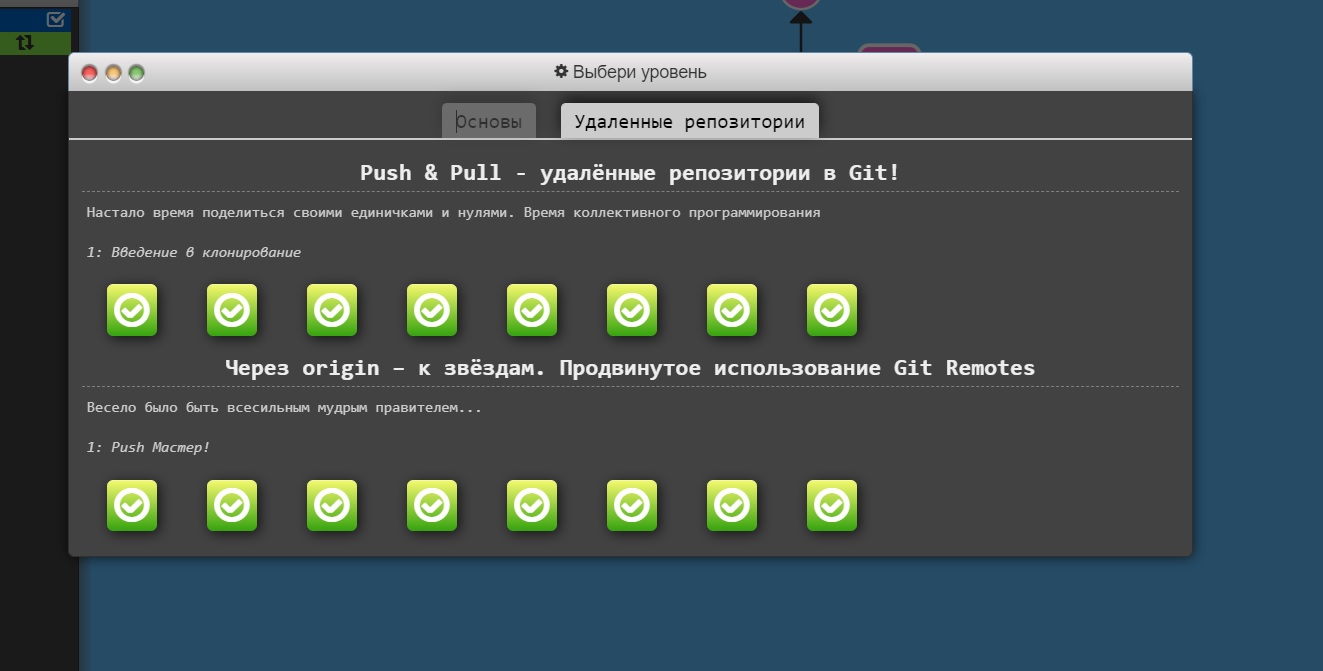 Выбери уровень
Основы
Удаленные репозитории
Push & Pull - удалённые репозитории в Git!
Настало время поделиться своими единичками и нулями. Время коллективного программирования
1: Введение в клонирование
Через origin – к звёздам. Продвинутое использование Git Remotes
Весело было быть всесильным мудрым правителем...
1: Push Мастер!